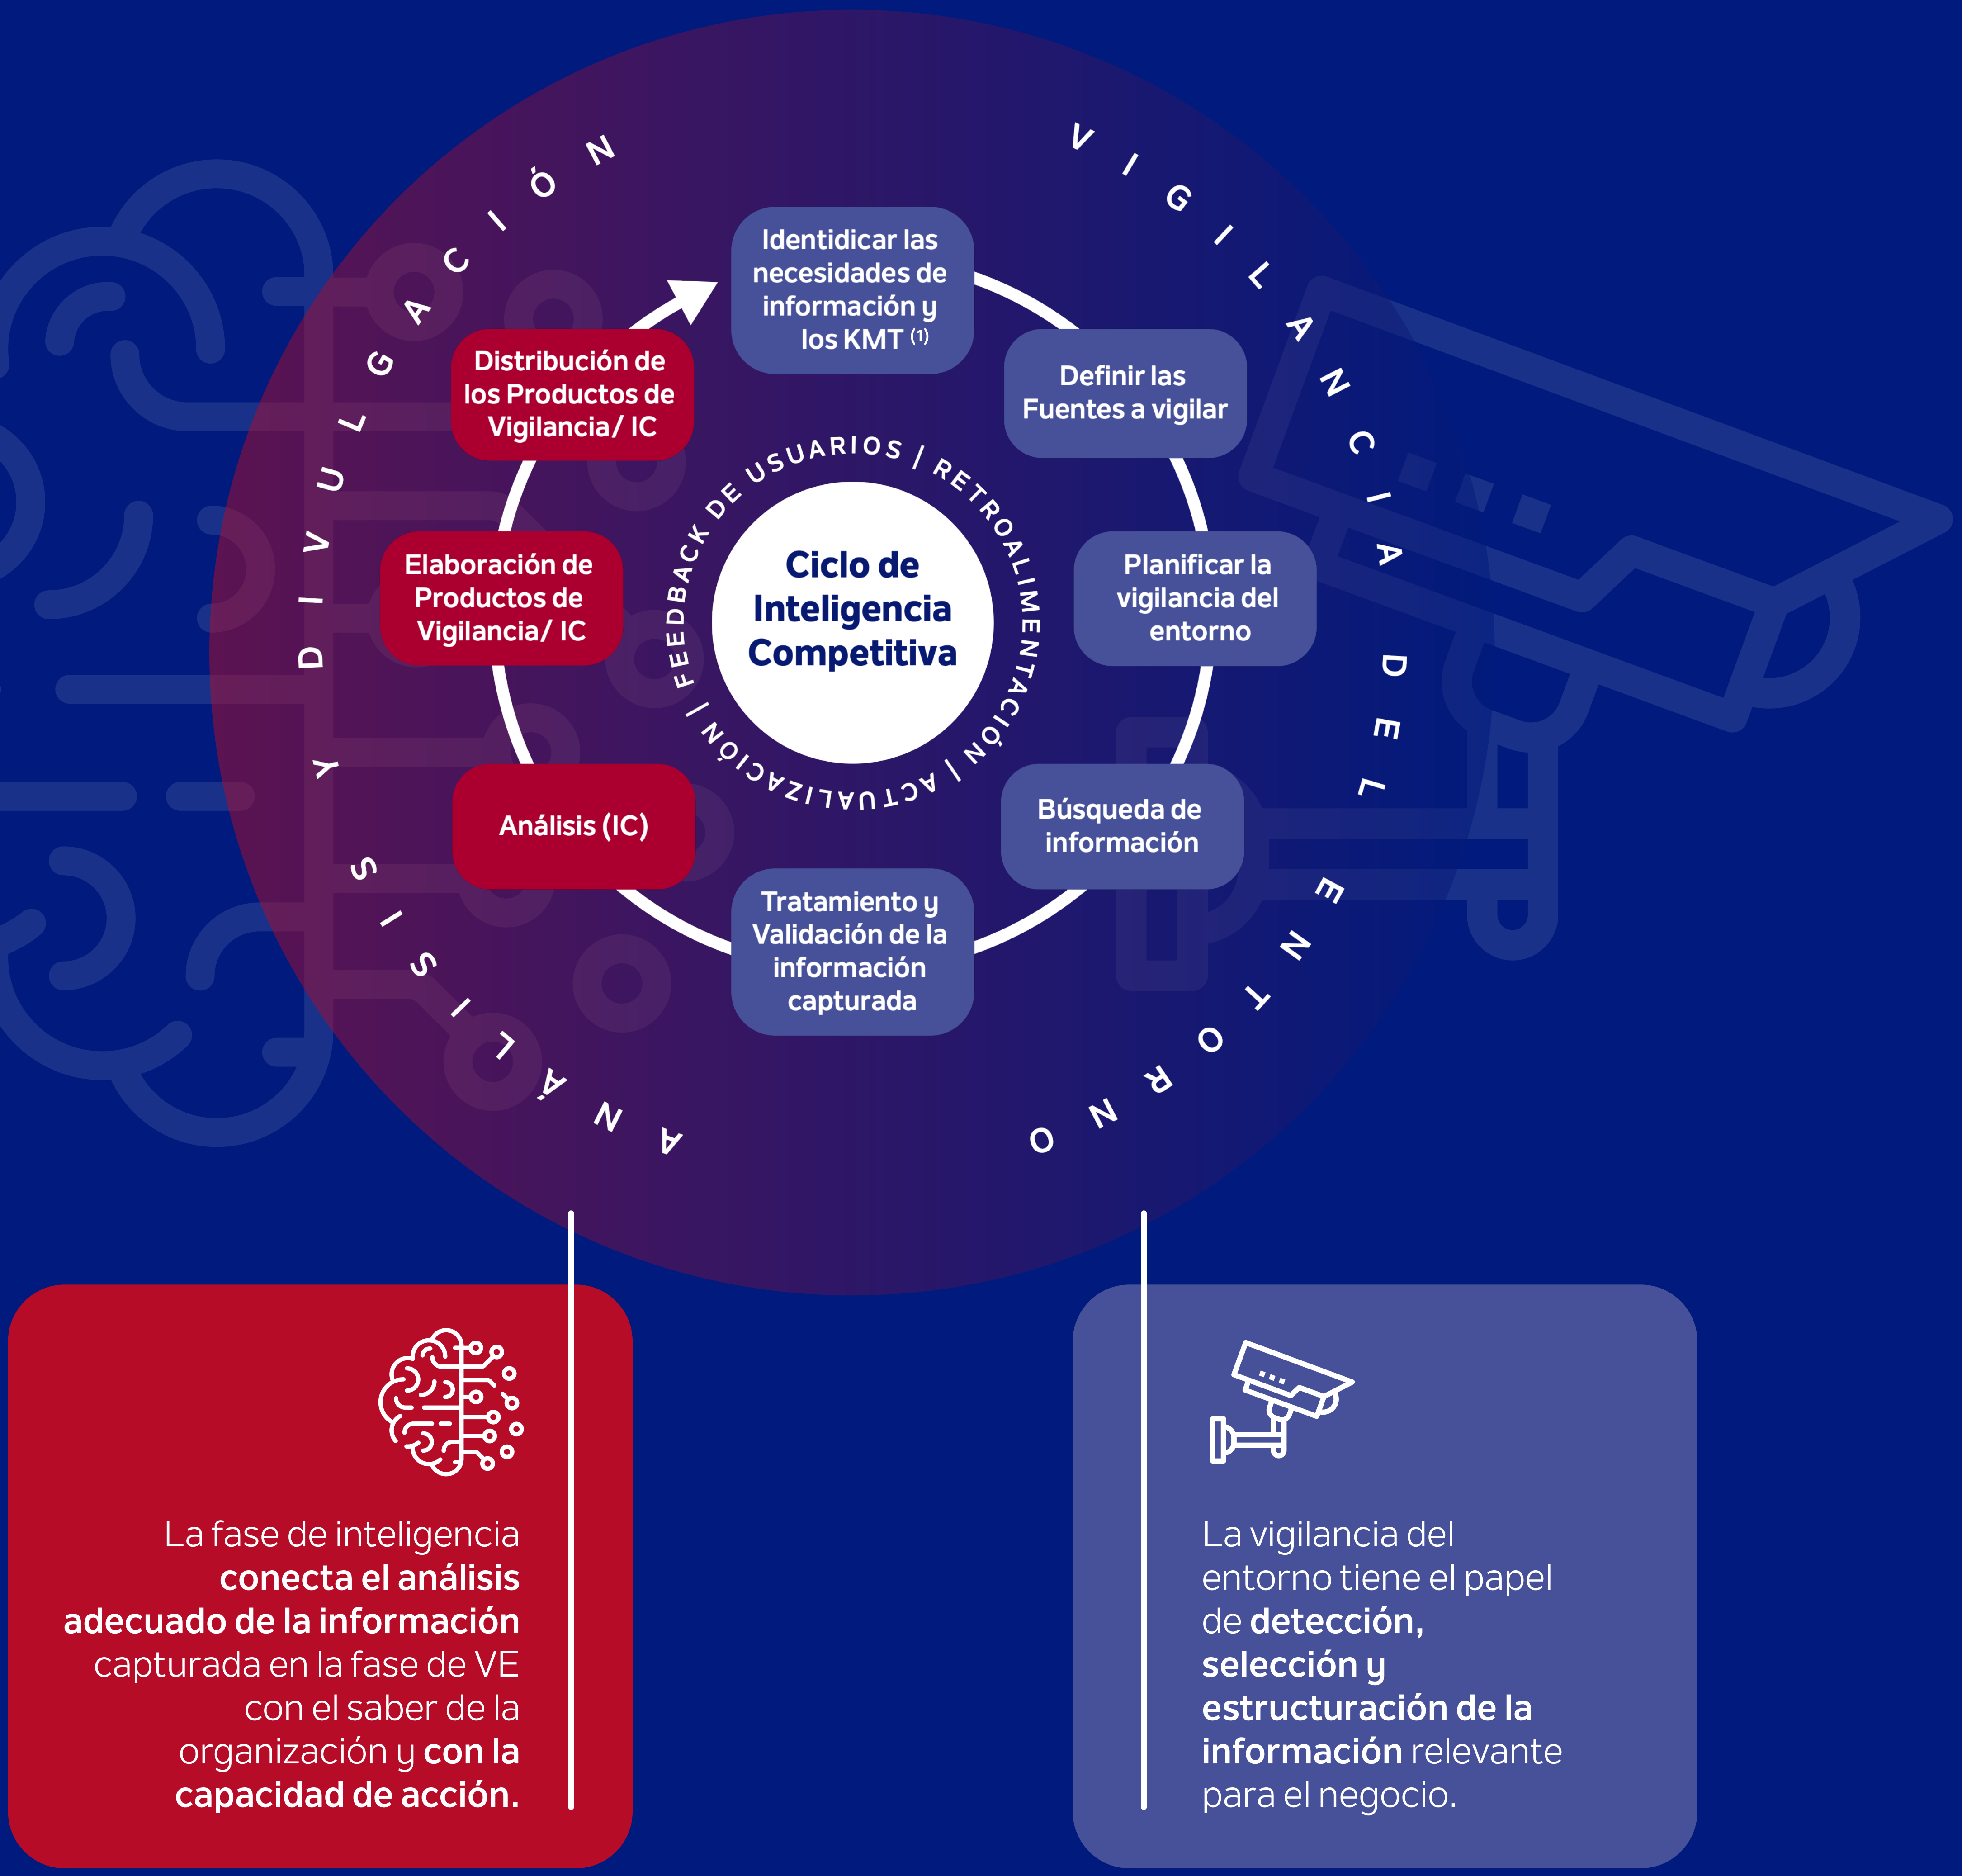 VIGILANCIA DEL ENTORNO
ANÁLISIS Y DIVULGACIÓN
Identidicar las
necesidades de
información y
los KMT (1)
Definir las
Fuentes a vigilar
Planificar la
vigilancia del
entorno
Búsqueda de
información
Tratamiento y
Validación de la
información
capturada
Análisis (IC)
Elaboración de
Productos de
Vigilancia/ IC
Distribución de
los Productos de
Vigilancia/ IC
FEEDBACK DE USUARIOS | RETROALIMENTACIÓN | ACTUALIZACIÓN |
Ciclo de
Inteligencia
Competitiva
La fase de inteligencia
conecta el análisis
adecuado de la información
capturada en la fase de VE
con el saber de la
organización y con la
capacidad de acción.
La vigilancia del
entorno tiene el papel
de detección,
selección y
estructuración de la
información relevante
para el negocio.